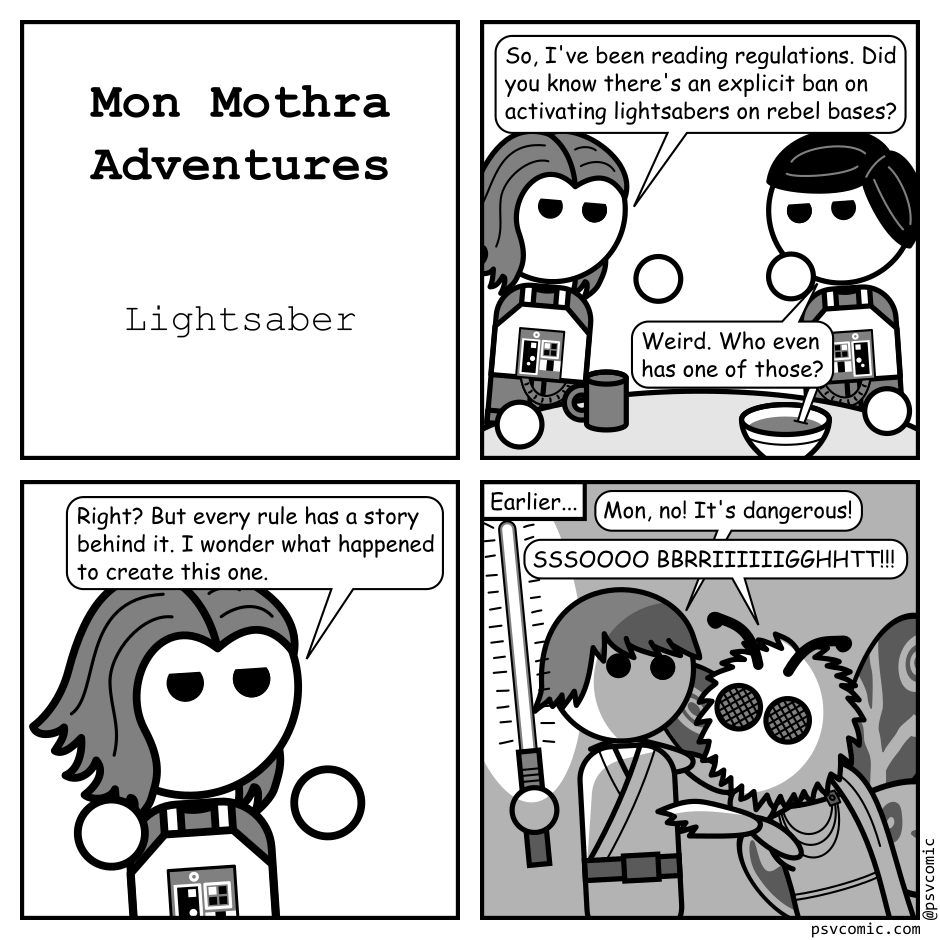 Mon Mothra
Adventures
Lightsaber
So, I've been reading regulations. Did
you know there's an explicit ban on
activating lightsabers on rebel bases?
Weird. Who even
has one of those?
Right? But every rule has a story
behind it. I wonder what happened
to create this one.
Earlier...
Mon, no! It's dangerous!
SSSOOOO BBRRIIIIIIGGHHTT!!!
@psvcomic
psvcomic.com